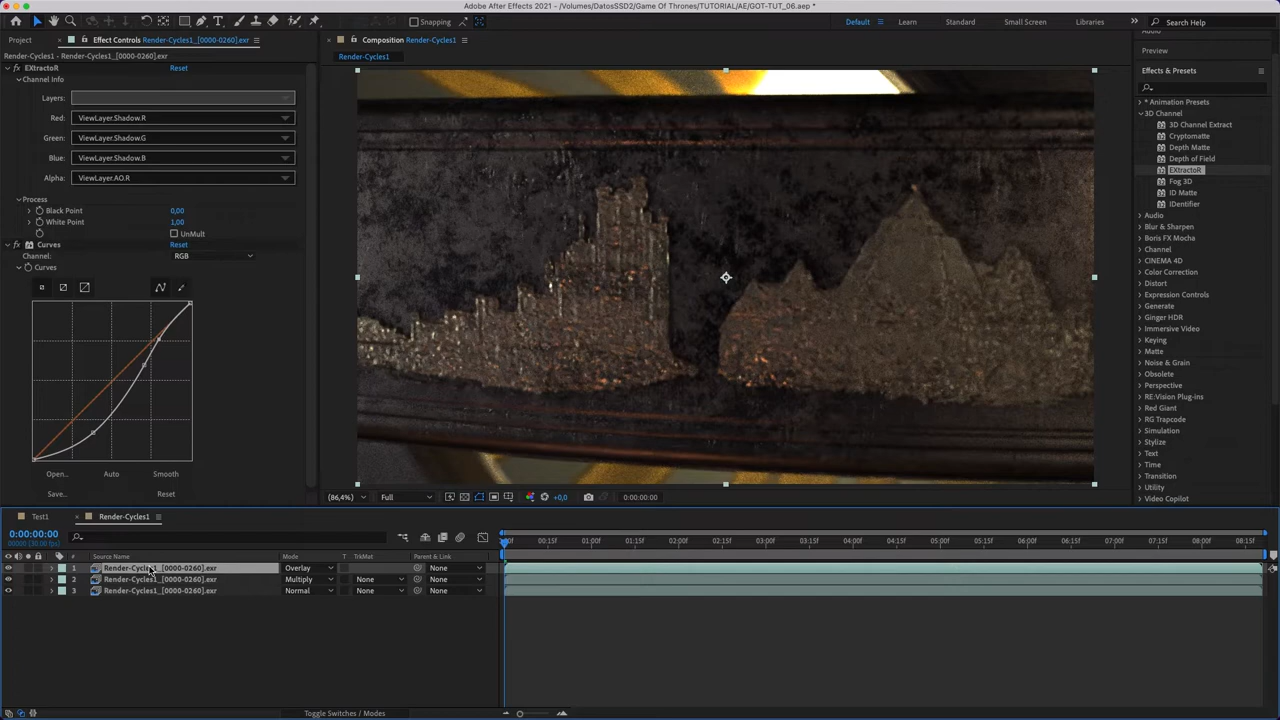 Adobe After Effects 2021 - /Volumes/DatosSSD2/Game Of Thrones/TUTORIAL/AE/GOT-TUT_06.aep *
Snapping
Default
Learn
Standard
Small Screen
Libraries
Search Help
Project
Effect Controls Render-Cycles1_[0000-0260].exr
Composition Render-Cycles1
Audio
Render-Cycles1 - Render-Cycles1_[0000-0260].exr
Render-Cycles1
Preview
EXtractoR
Reset
Channel Info
Layers:
Red: ViewLayer.Shadow.R
Green: ViewLayer.Shadow.G
Blue: ViewLayer.Shadow.B
Alpha: ViewLayer.AO.R
Process
Black Point 0,00
White Point 1,00
UnMult
Curves
Reset
Channel: RGB
Curves
Open...
Auto
Smooth
Save...
Reset
(86,4%)
Full
+0,0
0:00:00:00
Effects & Presets
* Animation Presets
3D Channel
3D Channel Extract
Cryptomatte
Depth Matte
Depth of Field
EXtractoR
Fog 3D
ID Matte
IDentifier
Audio
Blur & Sharpen
Boris FX Mocha
Channel
CINEMA 4D
Color Correction
Distort
Expression Controls
Generate
Ginger HDR
Immersive Video
Keying
Matte
Noise & Grain
Obsolete
Perspective
RE:Vision Plug-ins
Red Giant
Rig Tools
Simulation
Stylize
Text
Time
Transition
Utility
Video Copilot
Test1
Render-Cycles1
0:00:00:00
00:15f
01:00f
01:15f
02:00f
02:15f
03:00f
03:15f
04:00f
04:15f
05:00f
05:15f
06:00f
06:15f
07:00f
07:15f
08:00f
08:15f
#
Source Name
Mode
T
TrkMat
Parent & Link
1
Render-Cycles1_[0000-0260].exr
Overlay
None
2
Render-Cycles1_[0000-0260].exr
Multiply
None
None
3
Render-Cycles1_[0000-0260].exr
Normal
None
None
Toggle Switches / Modes